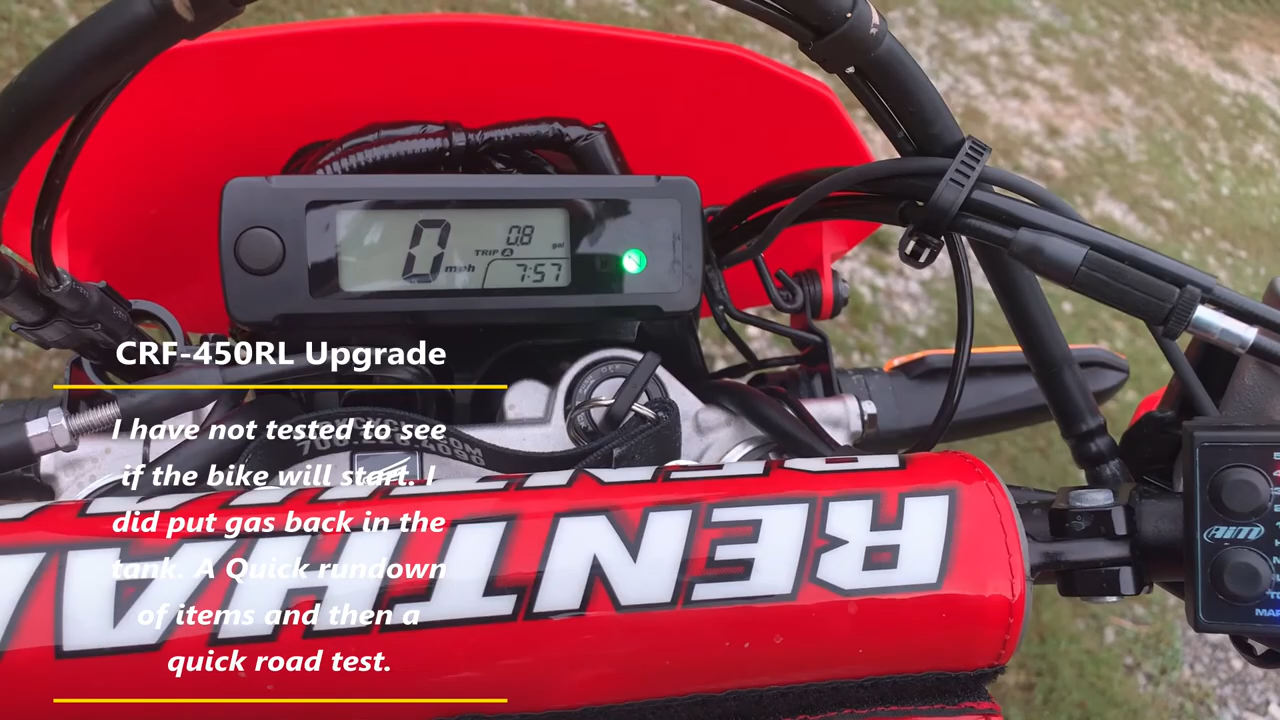 0 mph
0.8 gal
TRIP A
7:57
CRF-450RL Upgrade
I have not tested to see
if the bike will start. I
did put gas back in the
tank. A Quick rundown
of items and then a
quick road test.
RENTHA
AiM